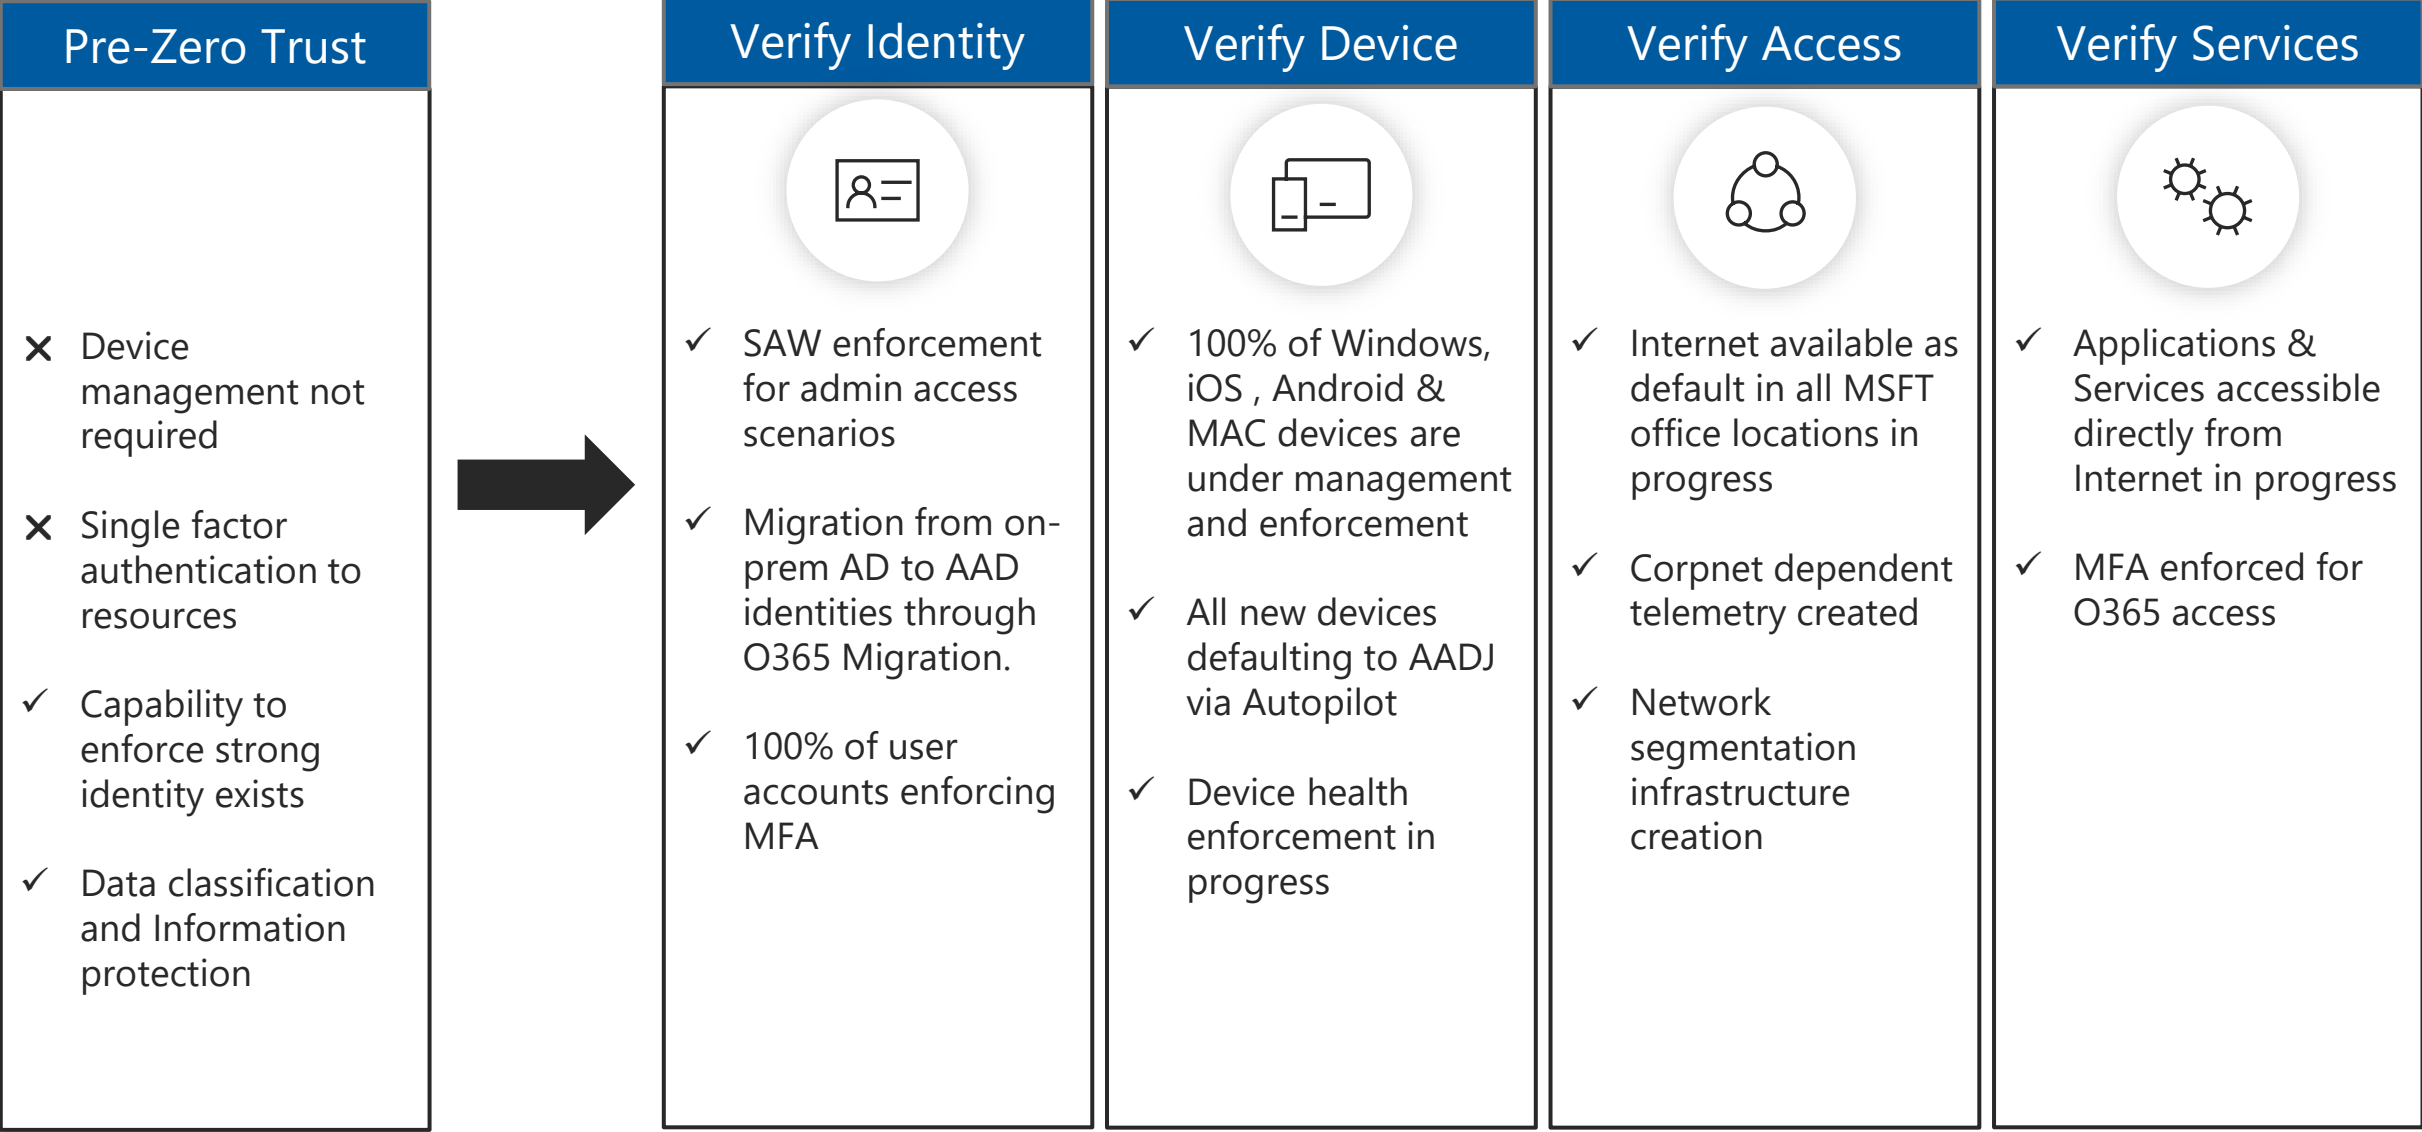 Pre-Zero Trust
Device
management not
required
Single factor
authentication to
resources
Capability to
enforce strong
identity exists
Data classification
and Information
protection
Verify Identity
SAW enforcement
for admin access
scenarios
Migration from on-
prem AD to AAD
identities through
O365 Migration.
100% of user
accounts enforcing
MFA
Verify Device
100% of Windows,
iOS , Android &
MAC devices are
under management
and enforcement
All new devices
defaulting to AADJ
via Autopilot
Device health
enforcement in
progress
Verify Access
Internet available as
default in all MSFT
office locations in
progress
Corpnet dependent
telemetry created
Network
segmentation
infrastructure
creation
Verify Services
Applications &
Services accessible
directly from
Internet in progress
MFA enforced for
O365 access